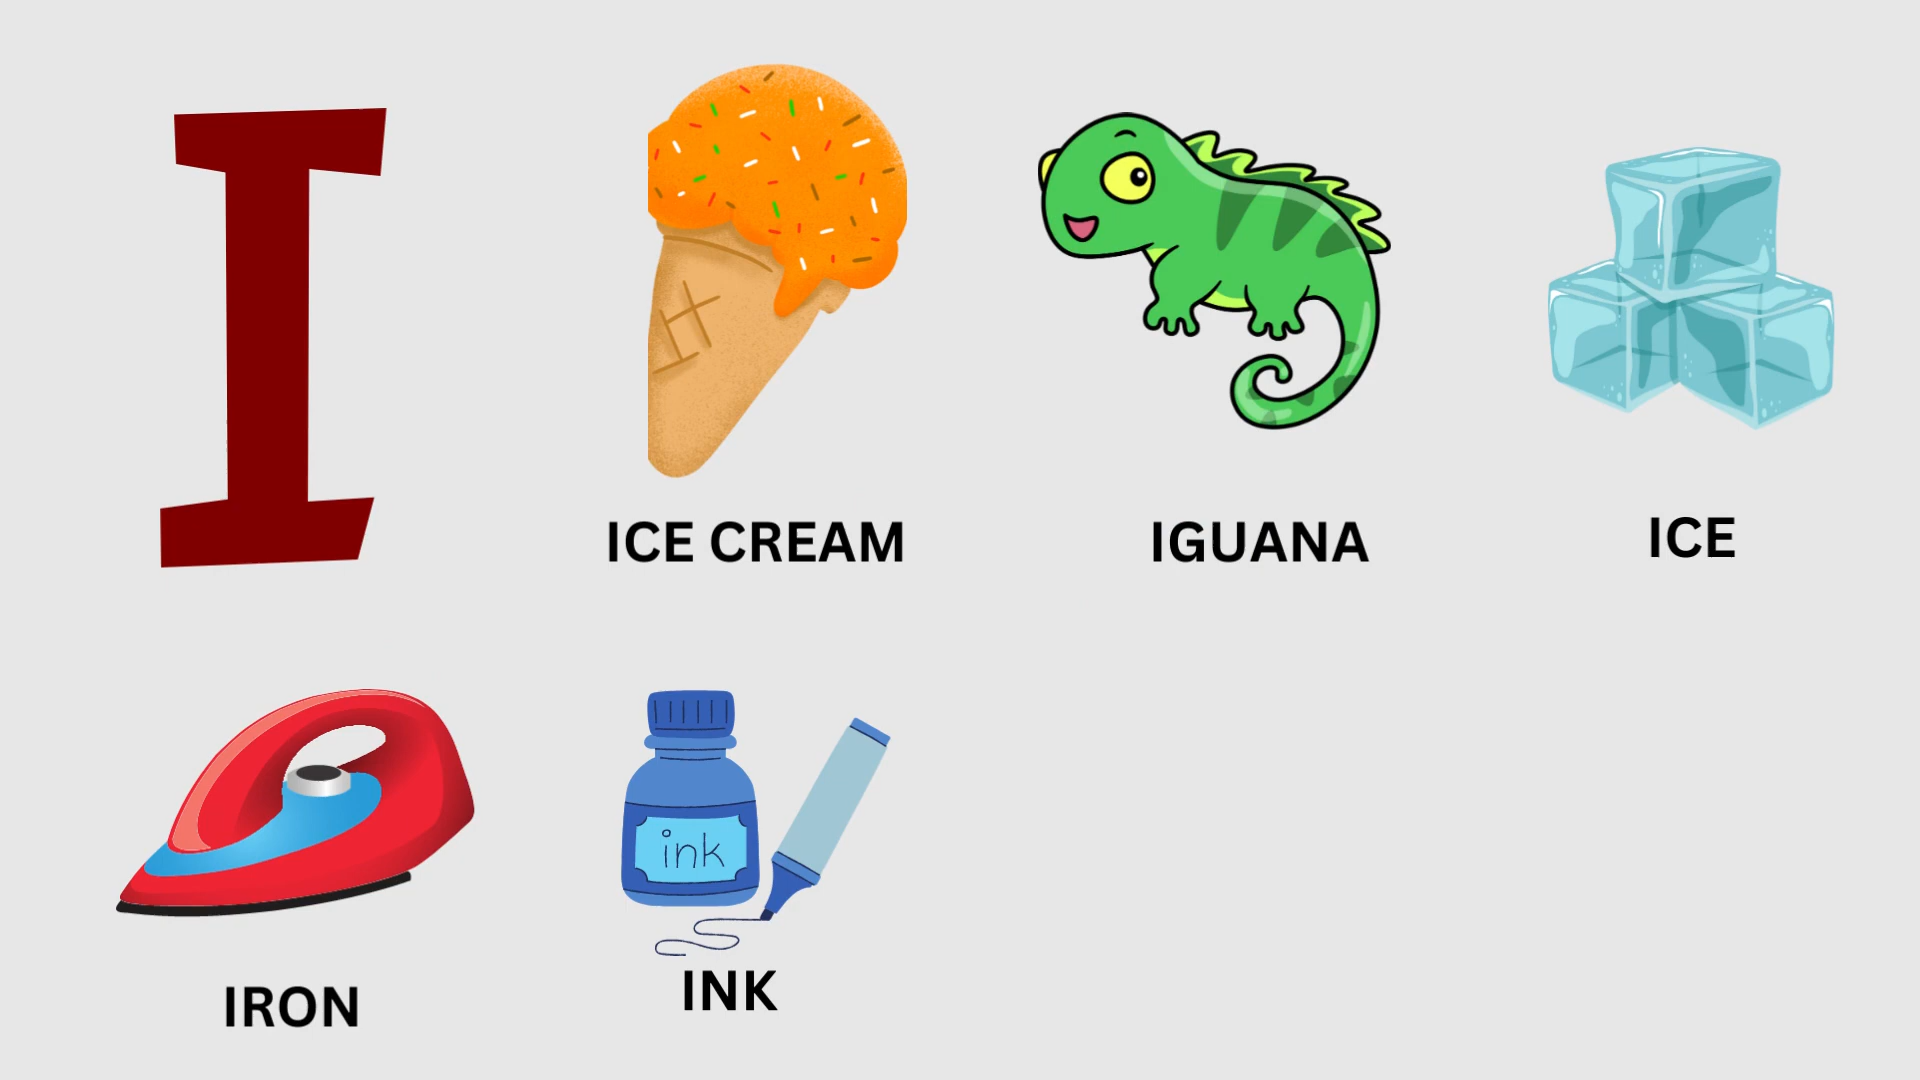 I
ICE CREAM
IGUANA
ICE
ink
IRON
INK